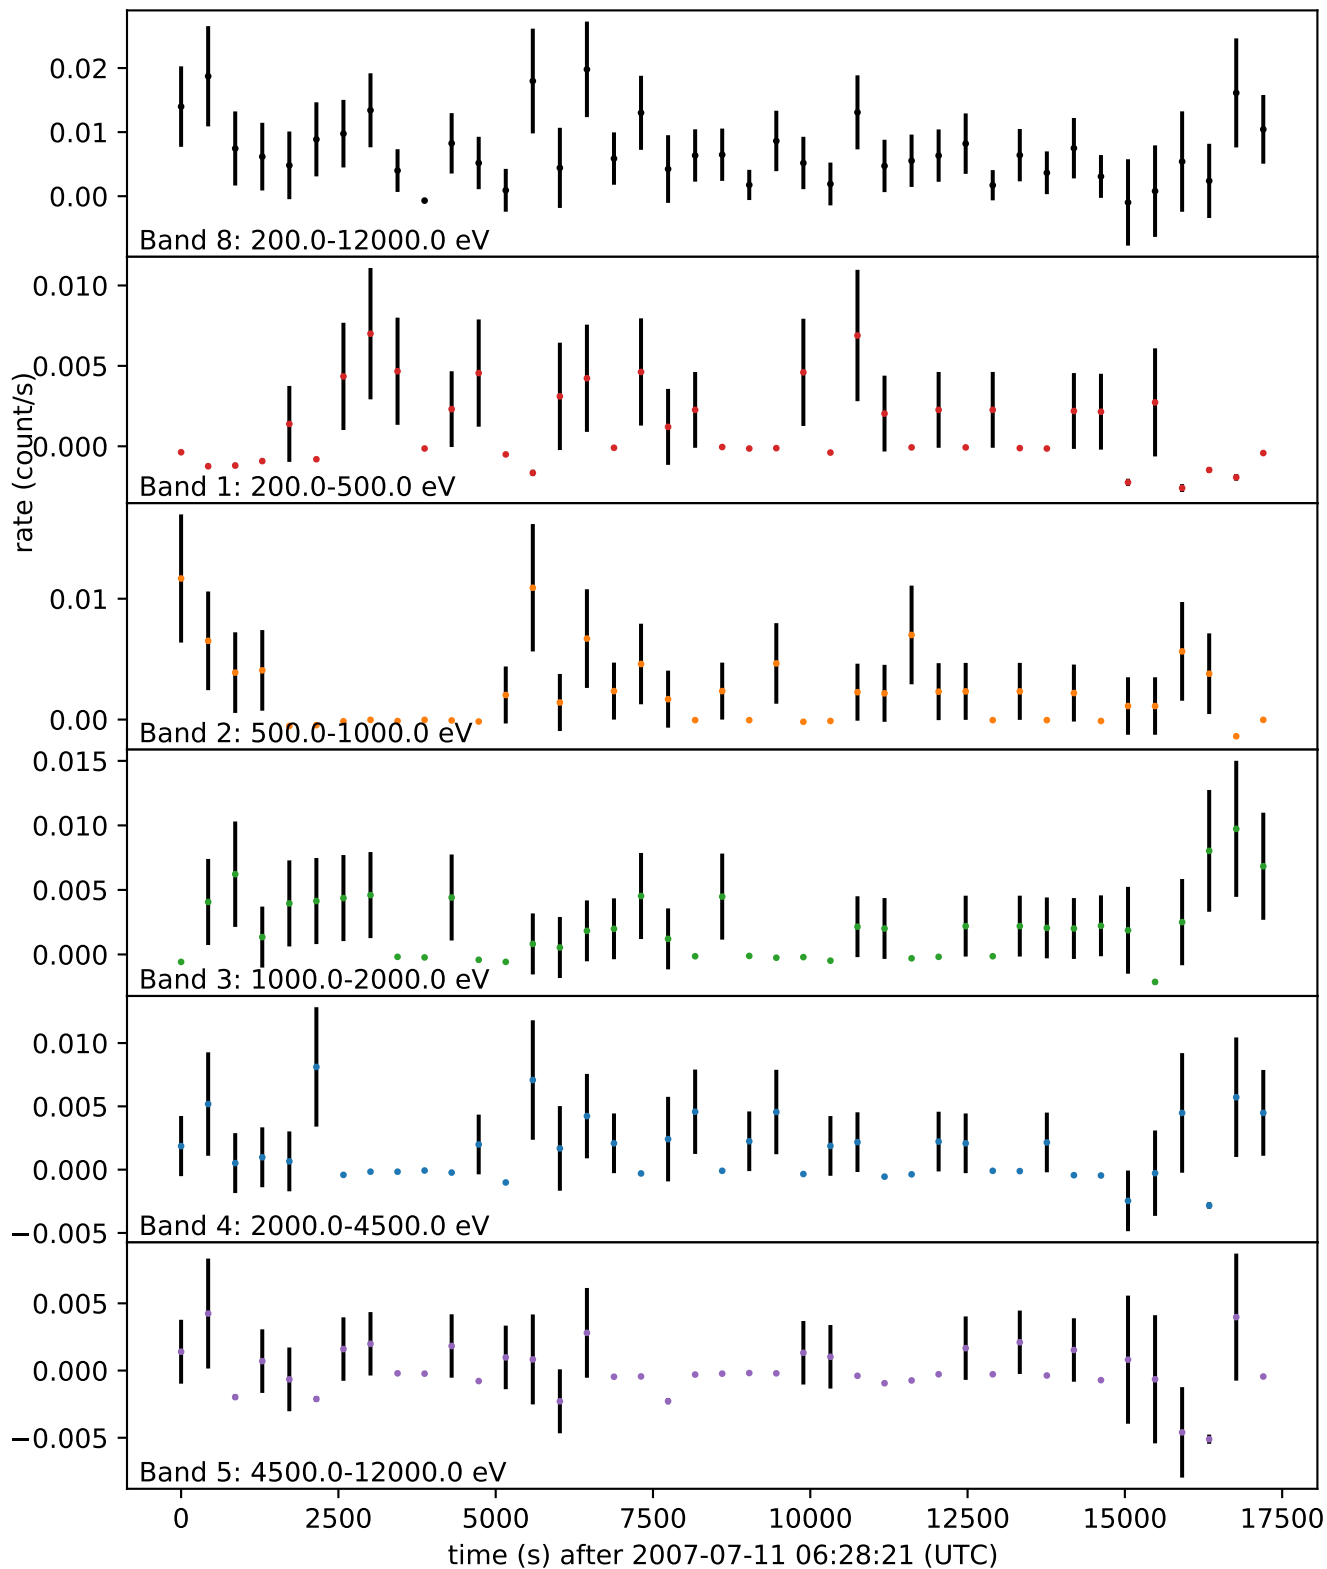 0.02
0.01
0.00
Band 8: 200.0-12000.0 eV
0.010
0.005
0.000
Band 1: 200.0-500.0 eV
rate (count/s)
0.01
0.00
Band 2: 500.0-1000.0 eV
0.015
0.010
0.005
0.000
Band 3: 1000.0-2000.0 eV
0.010
0.005
0.000
−0.005
Band 4: 2000.0-4500.0 eV
0.005
0.000
−0.005
Band 5: 4500.0-12000.0 eV
0 2500 5000 7500 10000 12500 15000 17500
time (s) after 2007-07-11 06:28:21 (UTC)